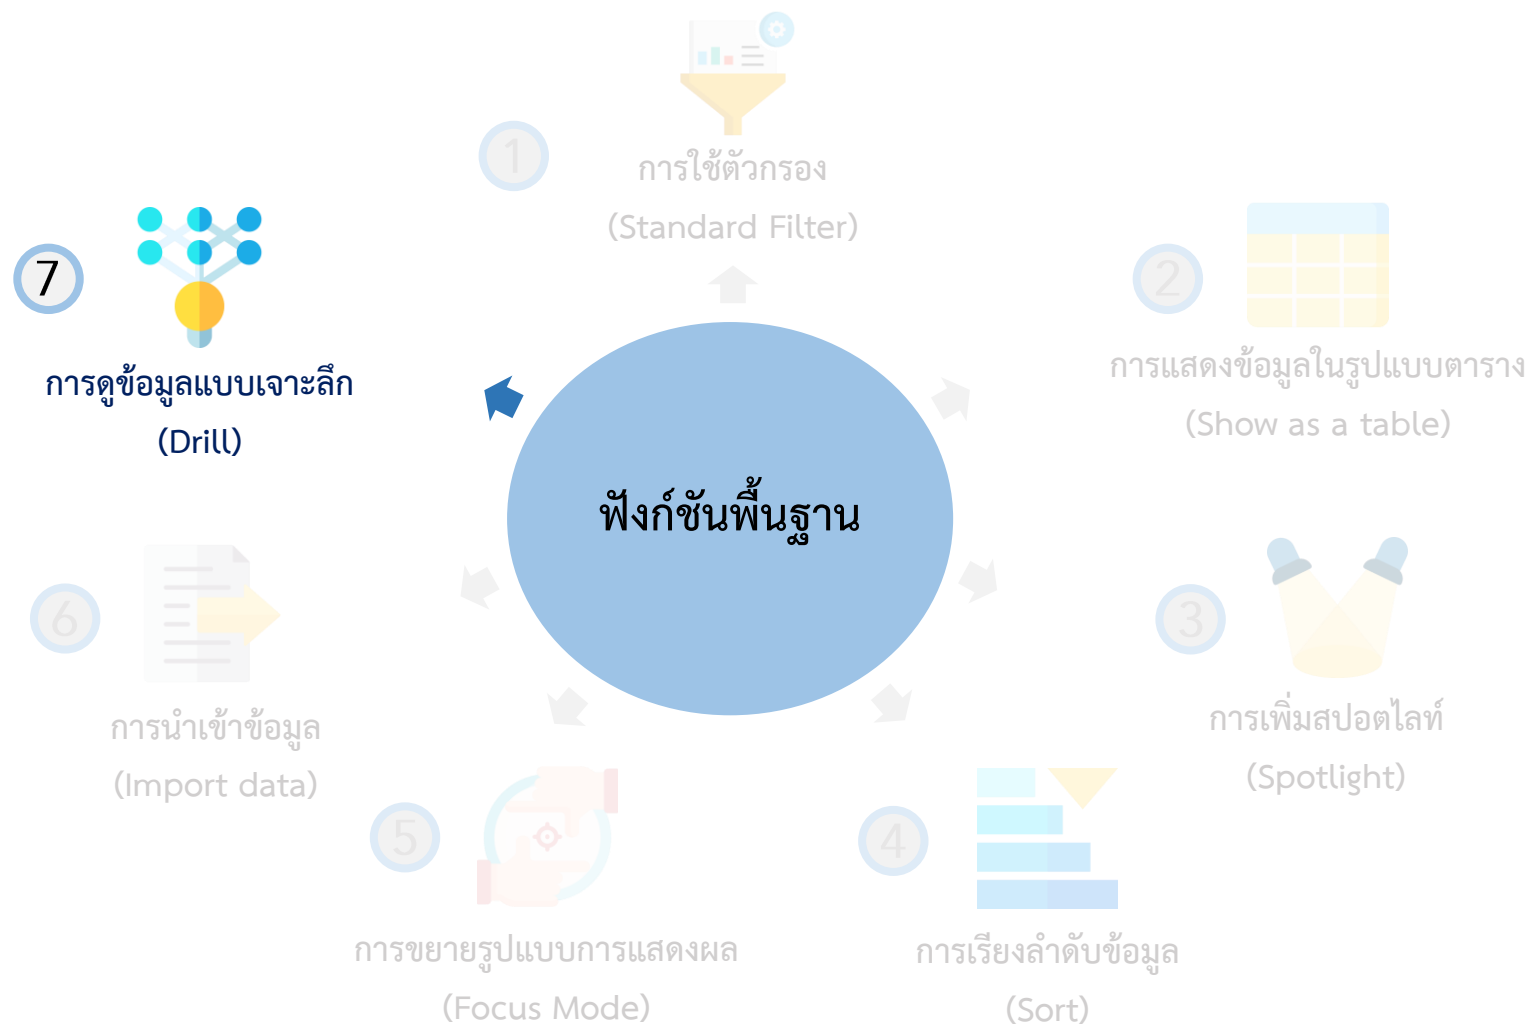 1
การใช้ตัวกรอง
(Standard Filter)
2
การแสดงข้อมูลในรูปแบบตาราง
(Show as a table)
3
การเพิ่มสปอตไลท์
(Spotlight)
4
การเรียงลำดับข้อมูล
(Sort)
5
การขยายรูปแบบการแสดงผล
(Focus Mode)
6
การนำเข้าข้อมูล
(Import data)
7
การดูข้อมูลแบบเจาะลึก
(Drill)
ฟังก์ชันพื้นฐาน